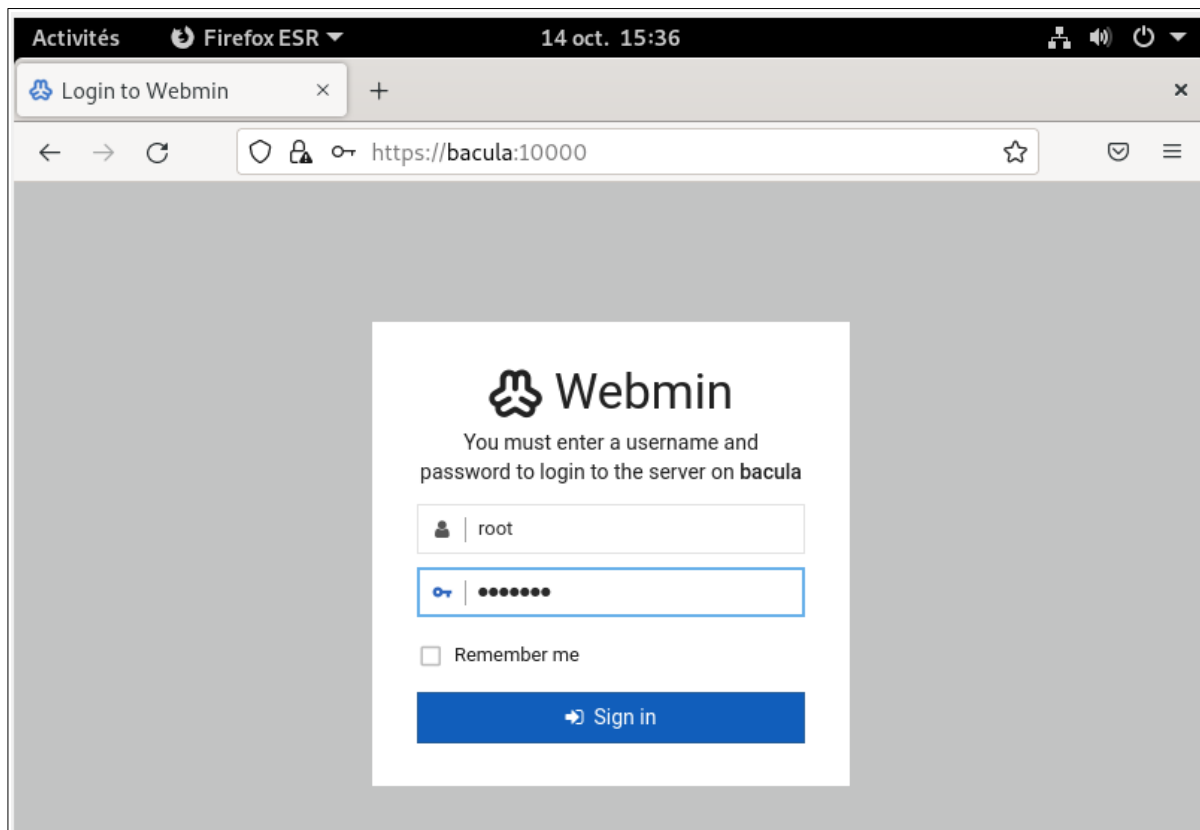 Activités Firefox ESR 14 oct. 15:36
Login to Webmin
https://bacula:10000
Webmin
You must enter a username and
password to login to the server on bacula
root
•••••••
Remember me
Sign in